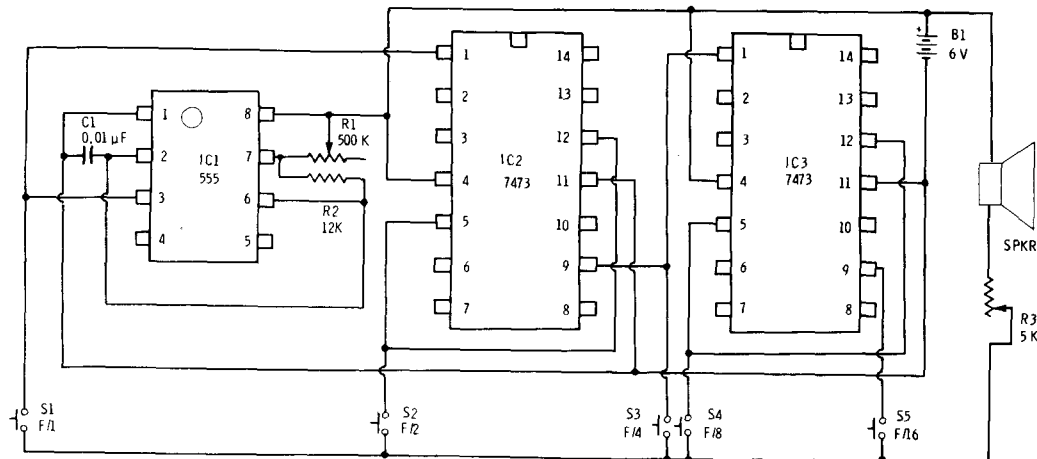 1
2
3
4
8
7
6
5
IC1
555
C1
0.01 µF
R1
500 K
R2
12K
1
2
3
4
5
6
7
14
13
12
11
10
9
8
IC2
7473
1
2
3
4
5
6
7
14
13
12
11
10
9
8
IC3
7473
+
B1
6 V
SPKR
R3
5 K
S1
F/1
S2
F/2
S3
F/4
S4
F/8
S5
F/16